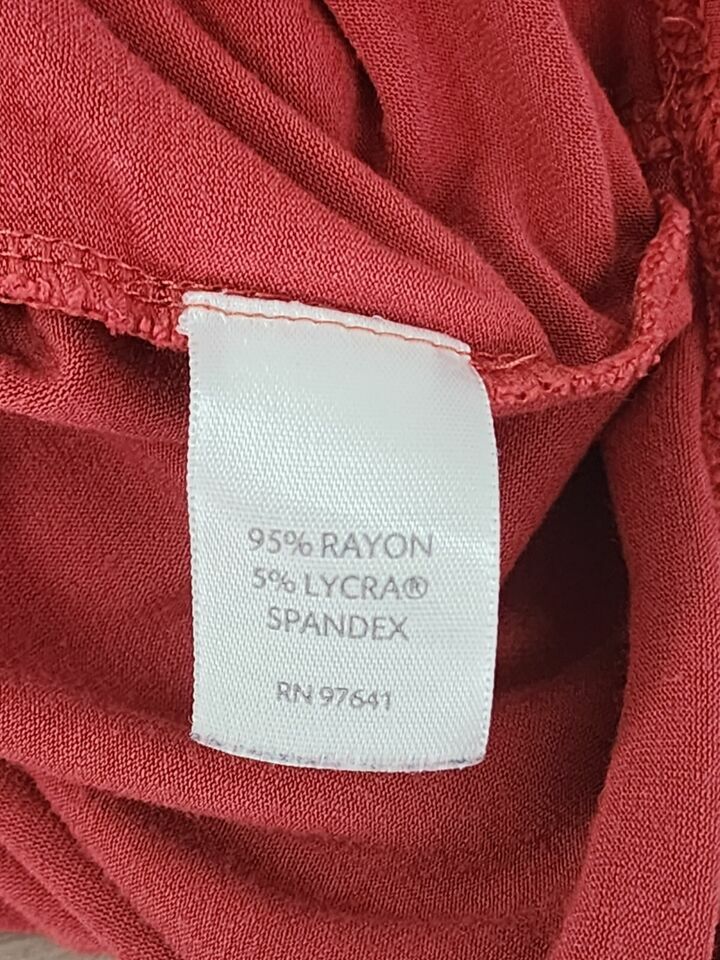 95% RAYON
5% LYCRA®
SPANDEX
RN 97641